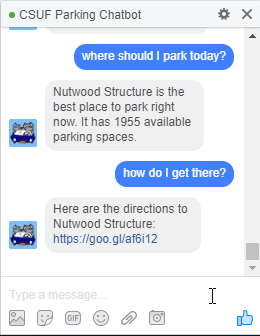 CSUF Parking Chatbot
where should I park today?
Nutwood Structure is the
best place to park right
now. It has 1955 available
parking spaces.
how do I get there?
Here are the directions to
Nutwood Structure:
https://goo.gl/af6i12
Type a message...
GIF